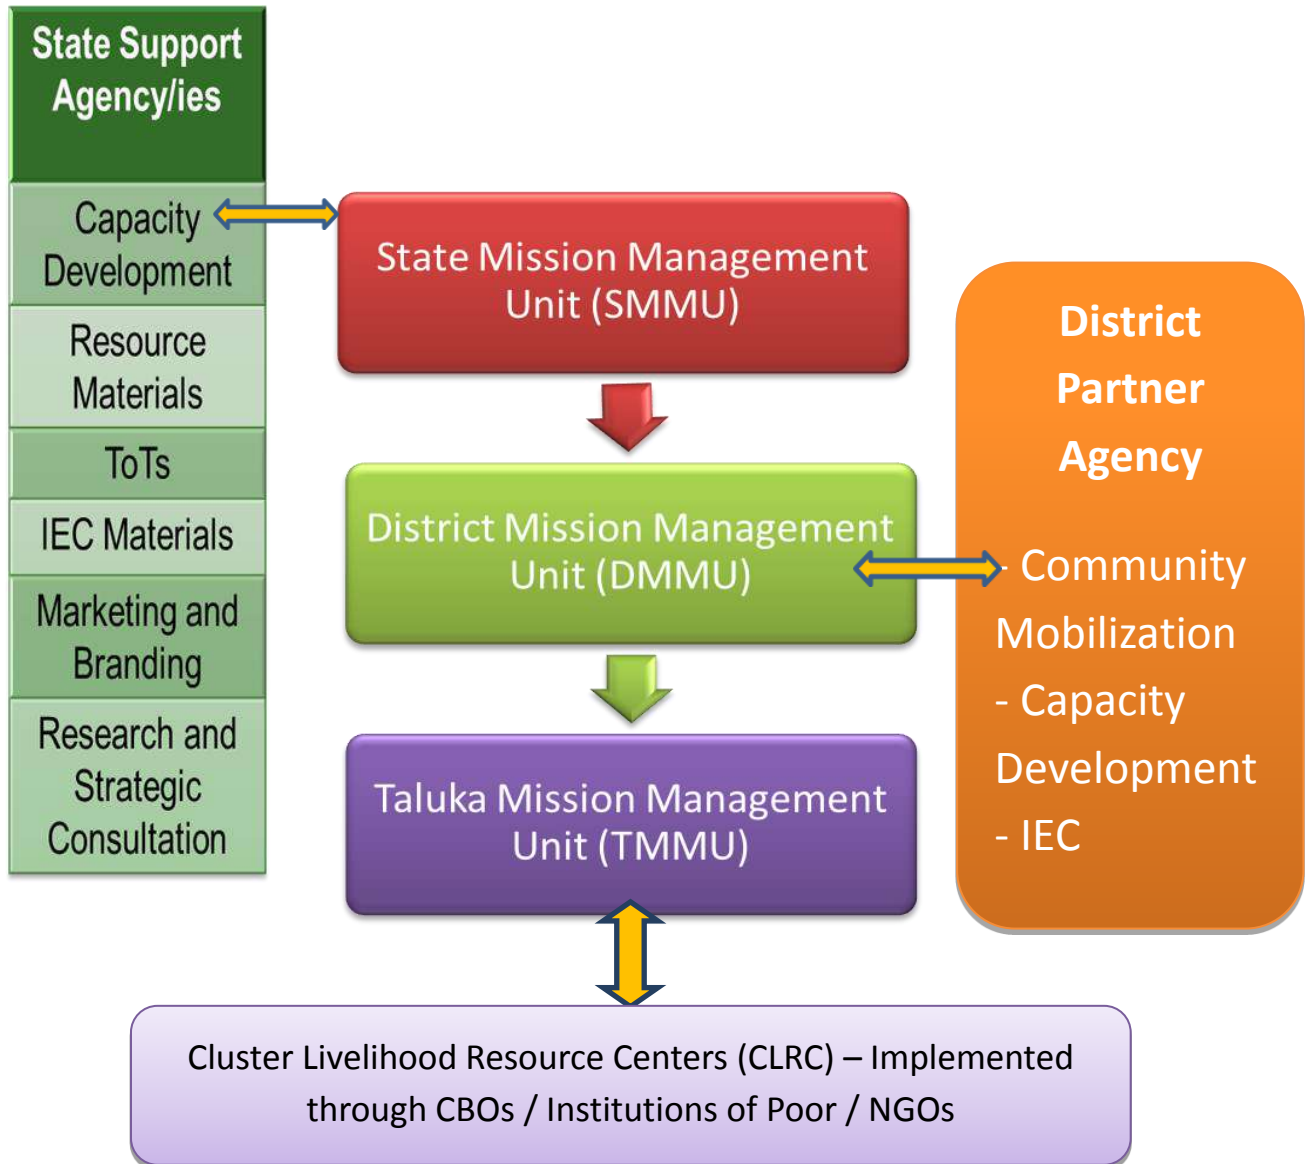 State Support
Agency/ies
Capacity
Development
Resource
Materials
ToTs
IEC Materials
Marketing and
Branding
Research and
Strategic
Consultation
State Mission Management
Unit (SMMU)
District Mission Management
Unit (DMMU)
Taluka Mission Management
Unit (TMMU)
District
Partner
Agency
- Community
Mobilization
- Capacity
Development
- IEC
Cluster Livelihood Resource Centers (CLRC) – Implemented
through CBOs / Institutions of Poor / NGOs